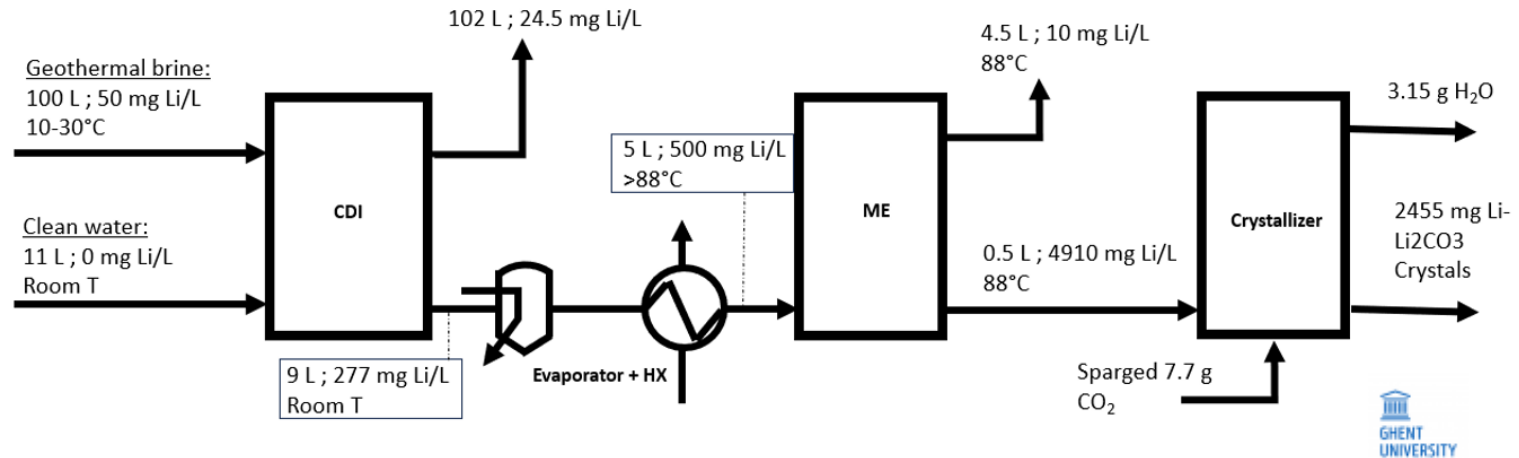 102 L ; 24.5 mg Li/L
Geothermal brine:
100 L ; 50 mg Li/L
10-30°C
Clean water:
11 L ; 0 mg Li/L
Room T
CDI
9 L ; 277 mg Li/L
Room T
Evaporator + HX
5 L ; 500 mg Li/L
>88°C
ME
4.5 L ; 10 mg Li/L
88°C
0.5 L ; 4910 mg Li/L
88°C
Crystallizer
Sparged 7.7 g
CO₂
3.15 g H₂O
2455 mg Li-
Li2CO3
Crystals
GHENT
UNIVERSITY